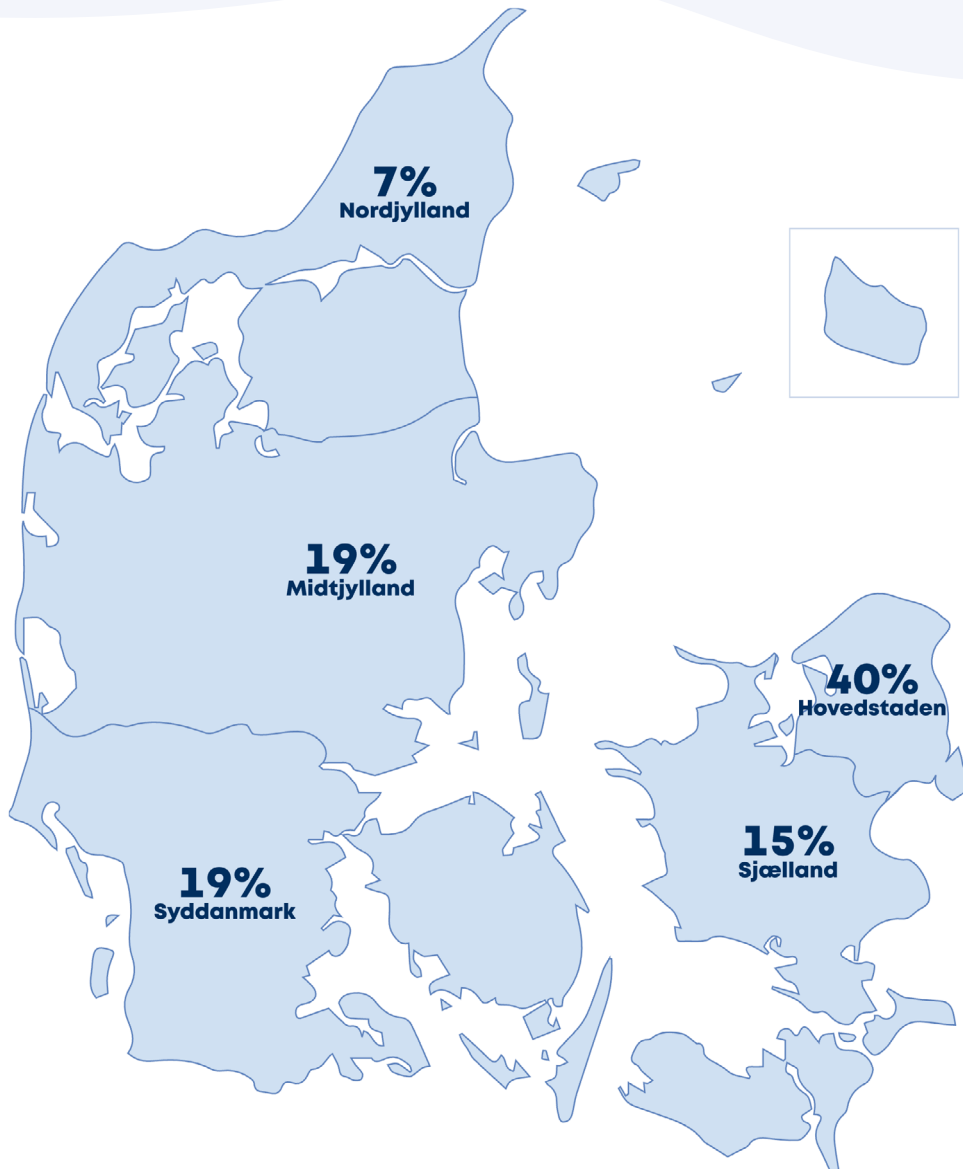 7%
Nordjylland
19%
Midtjylland
40%
Hovedstaden
15%
Sjælland
19%
Syddanmark